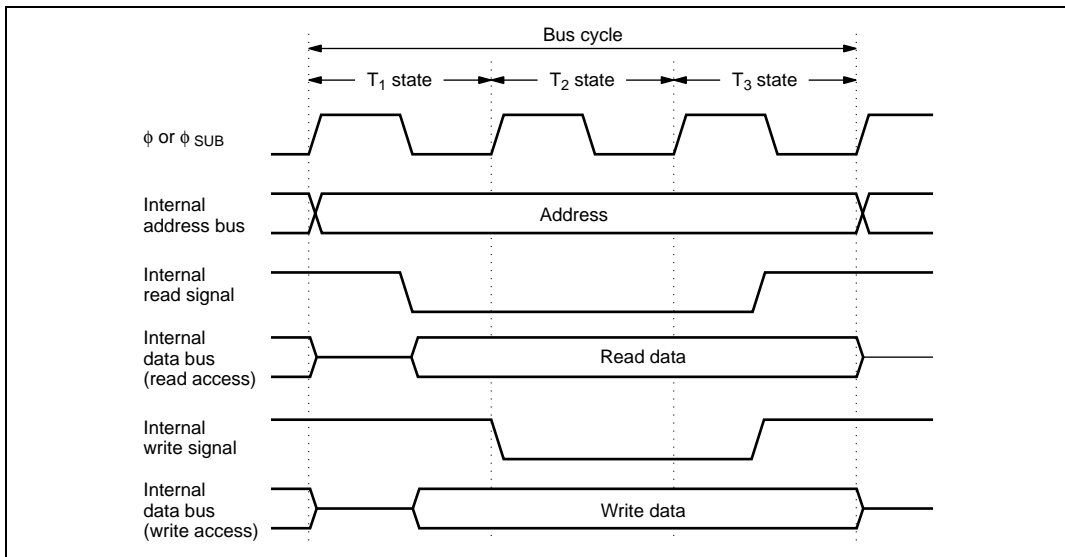 Bus cycle
T1 state
T2 state
T3 state
φ or φ SUB
Internal
address bus
Address
Internal
read signal
Internal
data bus
(read access)
Read data
Internal
write signal
Internal
data bus
(write access)
Write data